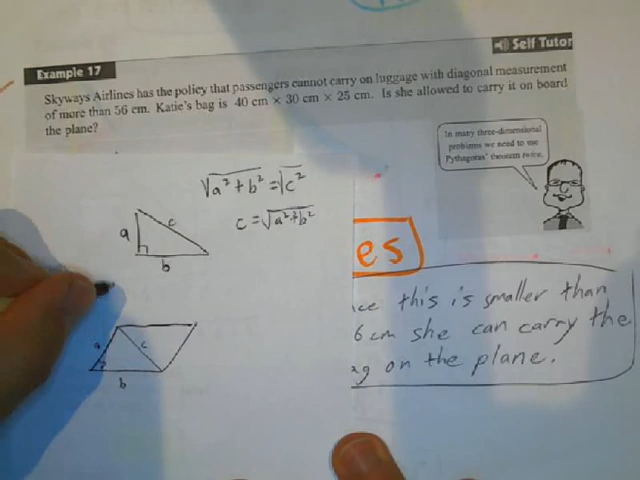 Self Tutor
Example 17
Skyways Airlines has the policy that passengers cannot carry on luggage with diagonal measurement
of more than 56 cm. Katie's bag is 40 cm × 30 cm × 25 cm. Is she allowed to carry it on board
the plane?
In many three-dimensional
problems we need to use
Pythagoras' theorem twice.
√a² + b² = √c²
c = √a² + b²
a
c
b
es
this is smaller than
6 cm she can carry the
on the plane.
a
c
b